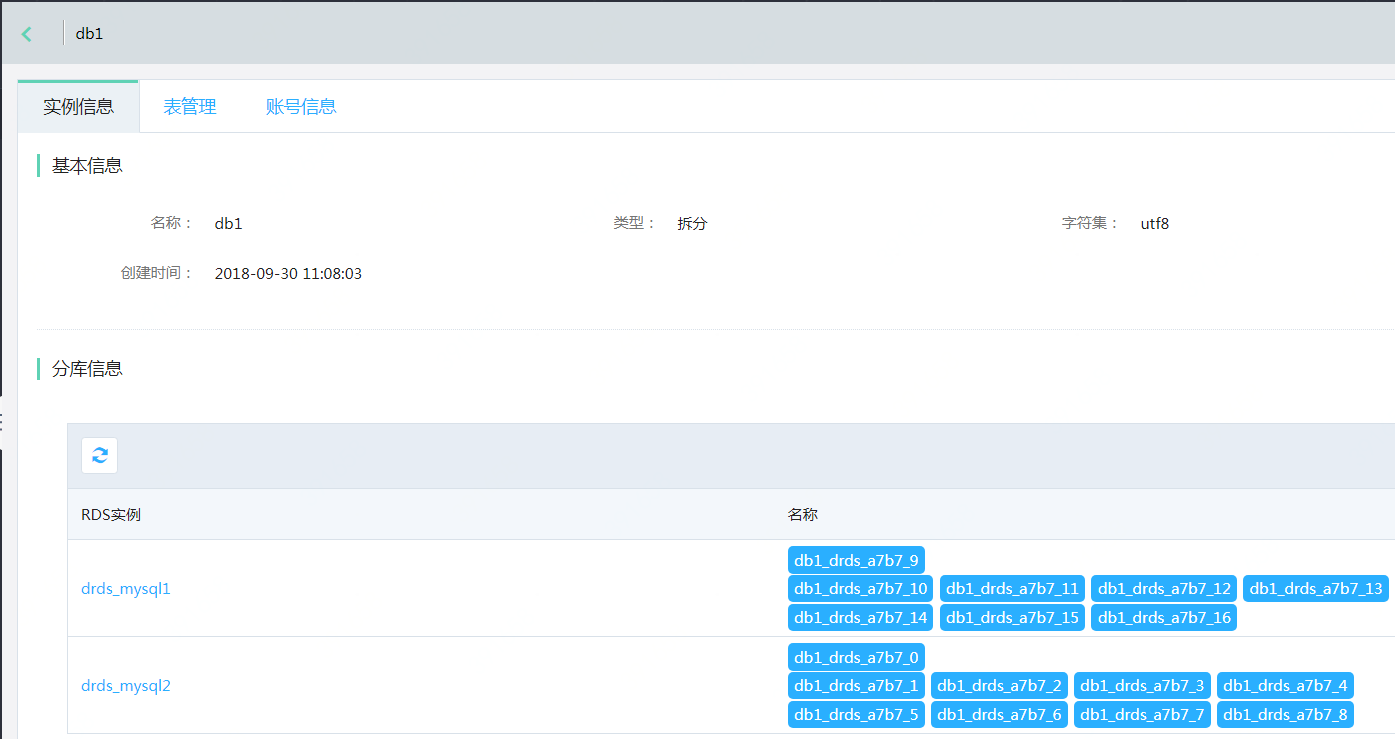 db1
实例信息 表管理 账号信息
基本信息
名称： db1 类型： 拆分 字符集： utf8
创建时间： 2018-09-30 11:08:03
分库信息
RDS实例 名称
db1_drds_a7b7_9
drds_mysql1 db1_drds_a7b7_10 db1_drds_a7b7_11 db1_drds_a7b7_12 db1_drds_a7b7_13
db1_drds_a7b7_14 db1_drds_a7b7_15 db1_drds_a7b7_16
db1_drds_a7b7_0
drds_mysql2 db1_drds_a7b7_1 db1_drds_a7b7_2 db1_drds_a7b7_3 db1_drds_a7b7_4
db1_drds_a7b7_5 db1_drds_a7b7_6 db1_drds_a7b7_7 db1_drds_a7b7_8